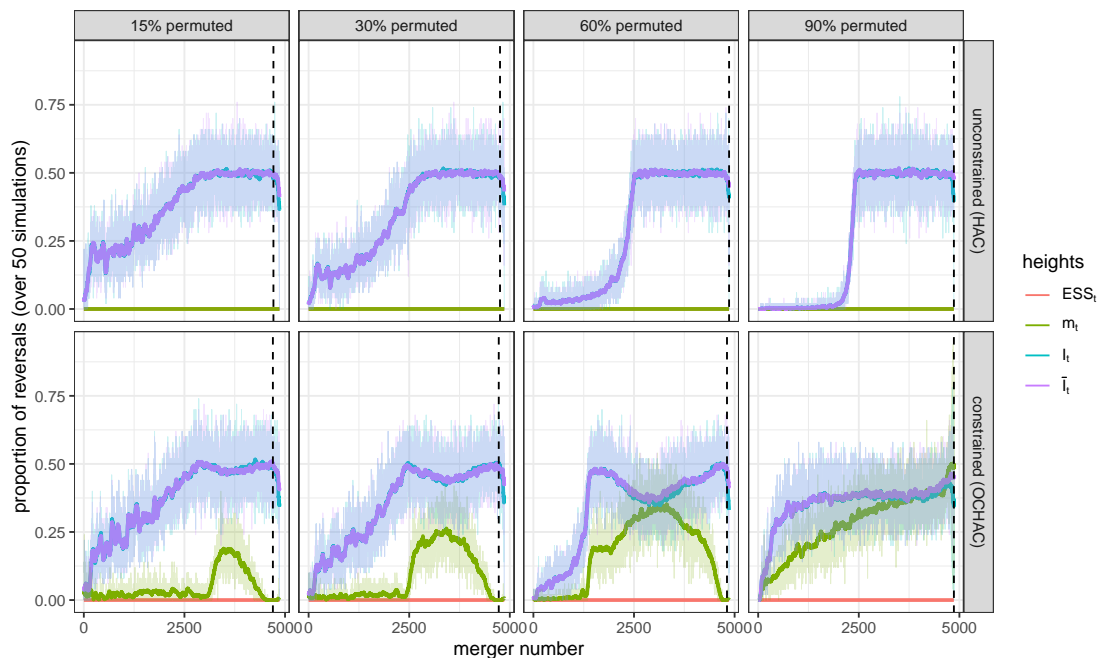 15% permuted 30% permuted 60% permuted 90% permuted
proportion of reversals (over 50 simulations)
0.75
0.50
0.25
0.00
unconstrained (HAC)
0.75
0.50
0.25
0.00
constrained (OCHAC)
0 2500 5000 0 2500 5000 0 2500 5000 0 2500 5000
merger number
heights
ESSₜ
mₜ
Iₜ
Īₜ